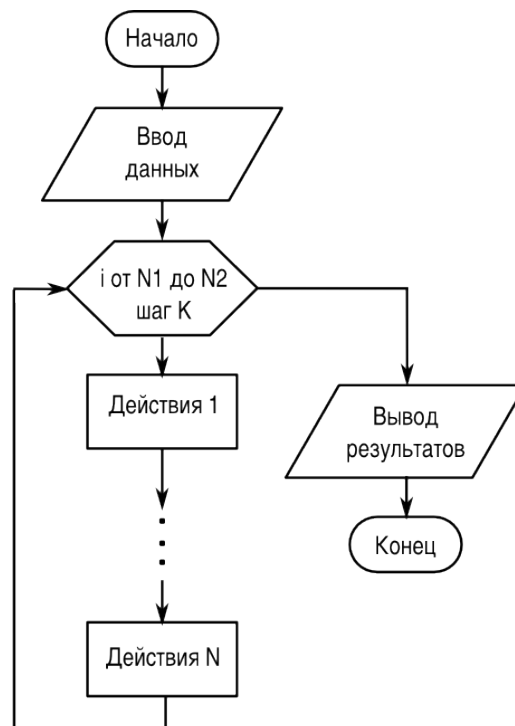 Начало
Ввод
данных
i от N1 до N2
шаг K
Действия 1
Действия N
Вывод
результатов
Конец